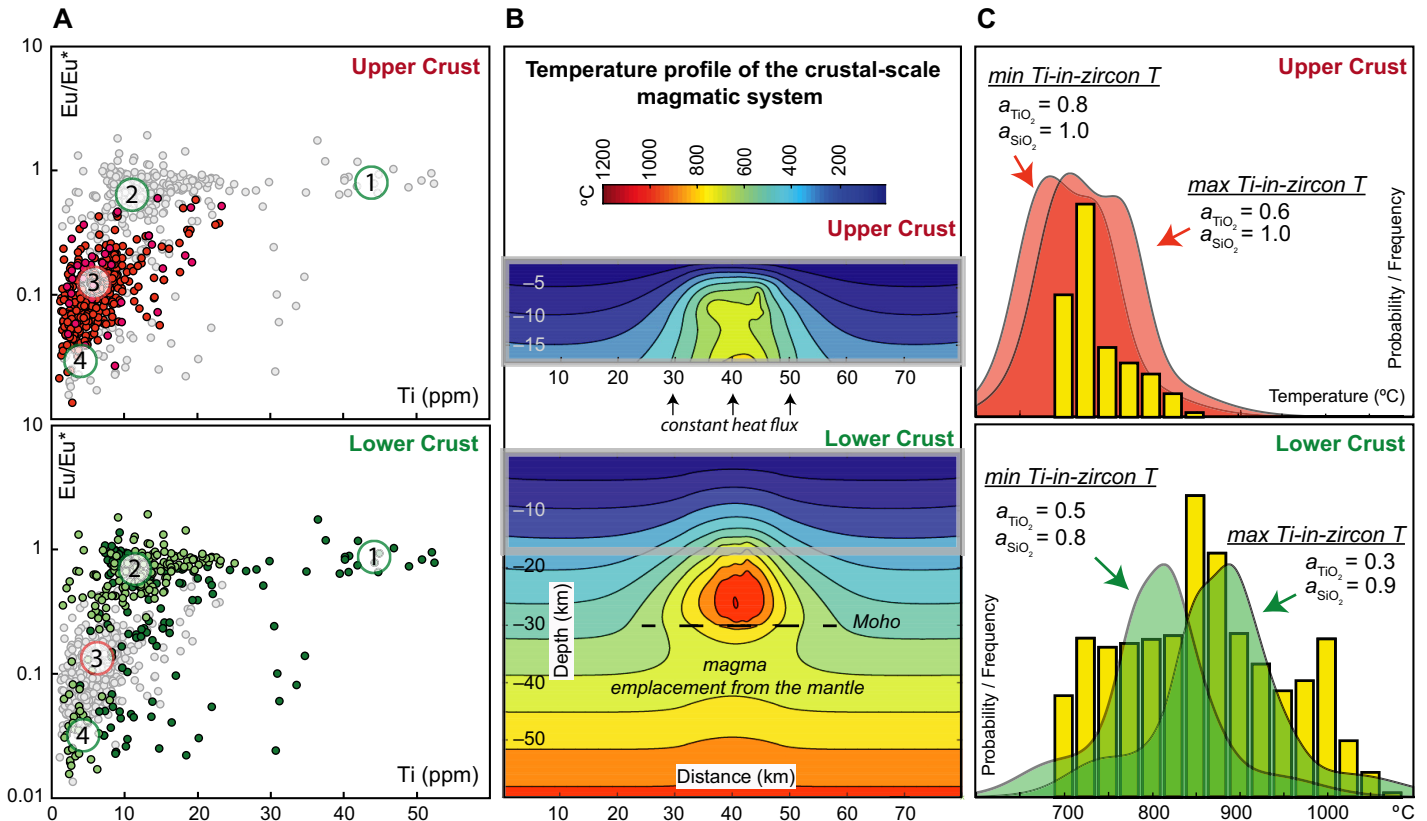 A
10
Eu/Eu*
Upper Crust
1
1
2
0.1
3
4
Ti (ppm)
10
Eu/Eu*
Lower Crust
1
1
2
0.1
3
4
Ti (ppm)
0.01
0 10 20 30 40 50
B
Temperature profile of the crustal-scale
magmatic system
1200 1000 800 600 400 200
ºC
Upper Crust
–5
–10
–15
10 20 30 40 50 60 70
constant heat flux
Lower Crust
–10
–20
–30
–40
–50
Depth (km)
Moho
magma
emplacement from the mantle
Distance (km)
10 20 30 40 50 60 70
C
Upper Crust
min Ti-in-zircon T
aTiO2 = 0.8
aSiO2 = 1.0
max Ti-in-zircon T
aTiO2 = 0.6
aSiO2 = 1.0
Probability / Frequency
Temperature (ºC)
Lower Crust
min Ti-in-zircon T
aTiO2 = 0.5
aSiO2 = 0.8
max Ti-in-zircon T
aTiO2 = 0.3
aSiO2 = 0.9
Probability / Frequency
700 800 900 1000 ºC